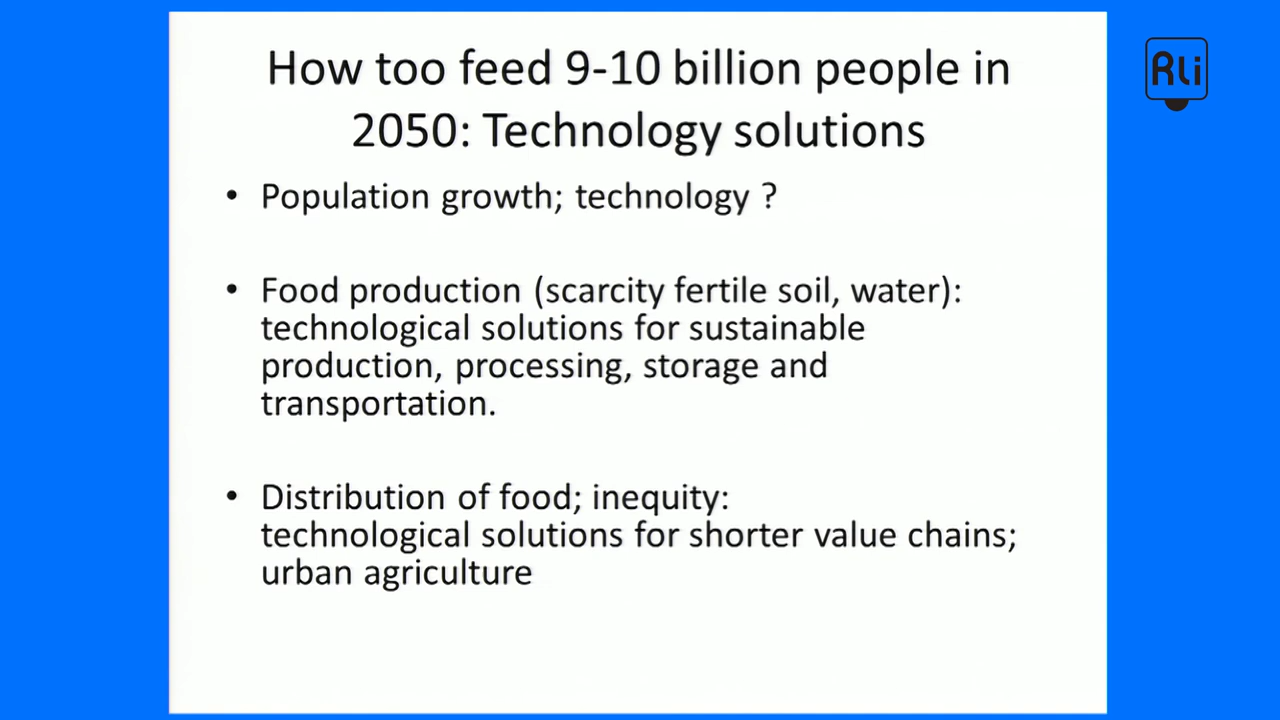 How too feed 9-10 billion people in
2050: Technology solutions
• Population growth; technology ?
• Food production (scarcity fertile soil, water):
technological solutions for sustainable
production, processing, storage and
transportation.
• Distribution of food; inequity:
technological solutions for shorter value chains;
urban agriculture
RLi